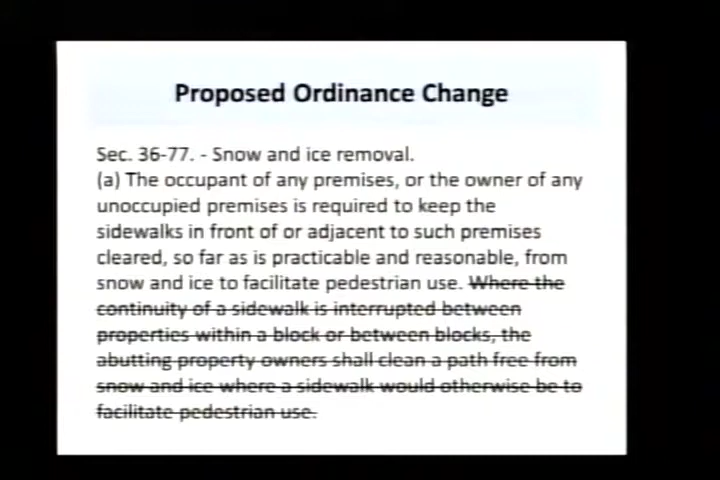 Proposed Ordinance Change
Sec. 36-77. - Snow and ice removal.
(a) The occupant of any premises, or the owner of any
unoccupied premises is required to keep the
sidewalks in front of or adjacent to such premises
cleared, so far as is practicable and reasonable, from
snow and ice to facilitate pedestrian use. Where the
continuity of a sidewalk is interrupted between
properties within a block or between blocks, the
abutting property owners shall clean a path free from
snow and ice where a sidewalk would otherwise be to
facilitate pedestrian use.